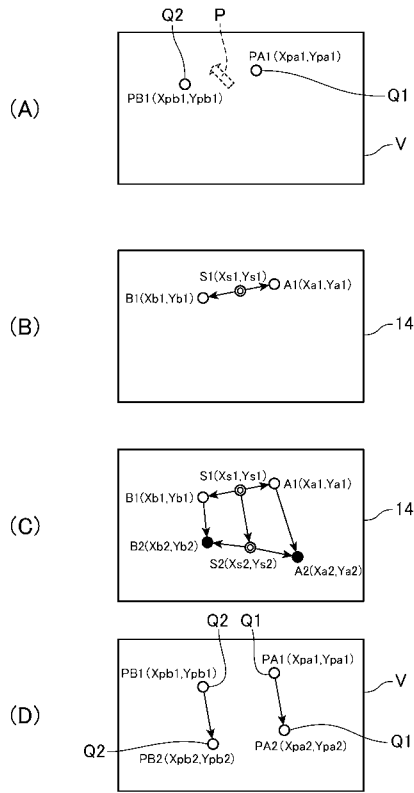 Q2 P
PA1(Xpa1,Ypa1)
PB1(Xpb1,Ypb1)
Q1
(A)
V
S1(Xs1,Ys1)
A1(Xa1,Ya1)
B1(Xb1,Yb1)
(B)
14
S1(Xs1,Ys1)
A1(Xa1,Ya1)
B1(Xb1,Yb1)
(C)
14
B2(Xb2,Yb2)
S2(Xs2,Ys2)
A2(Xa2,Ya2)
Q2 Q1
PA1(Xpa1,Ypa1)
PB1(Xpb1,Ypb1)
V
(D)
Q2
PB2(Xpb2,Ypb2)
PA2(Xpa2,Ypa2)
Q1